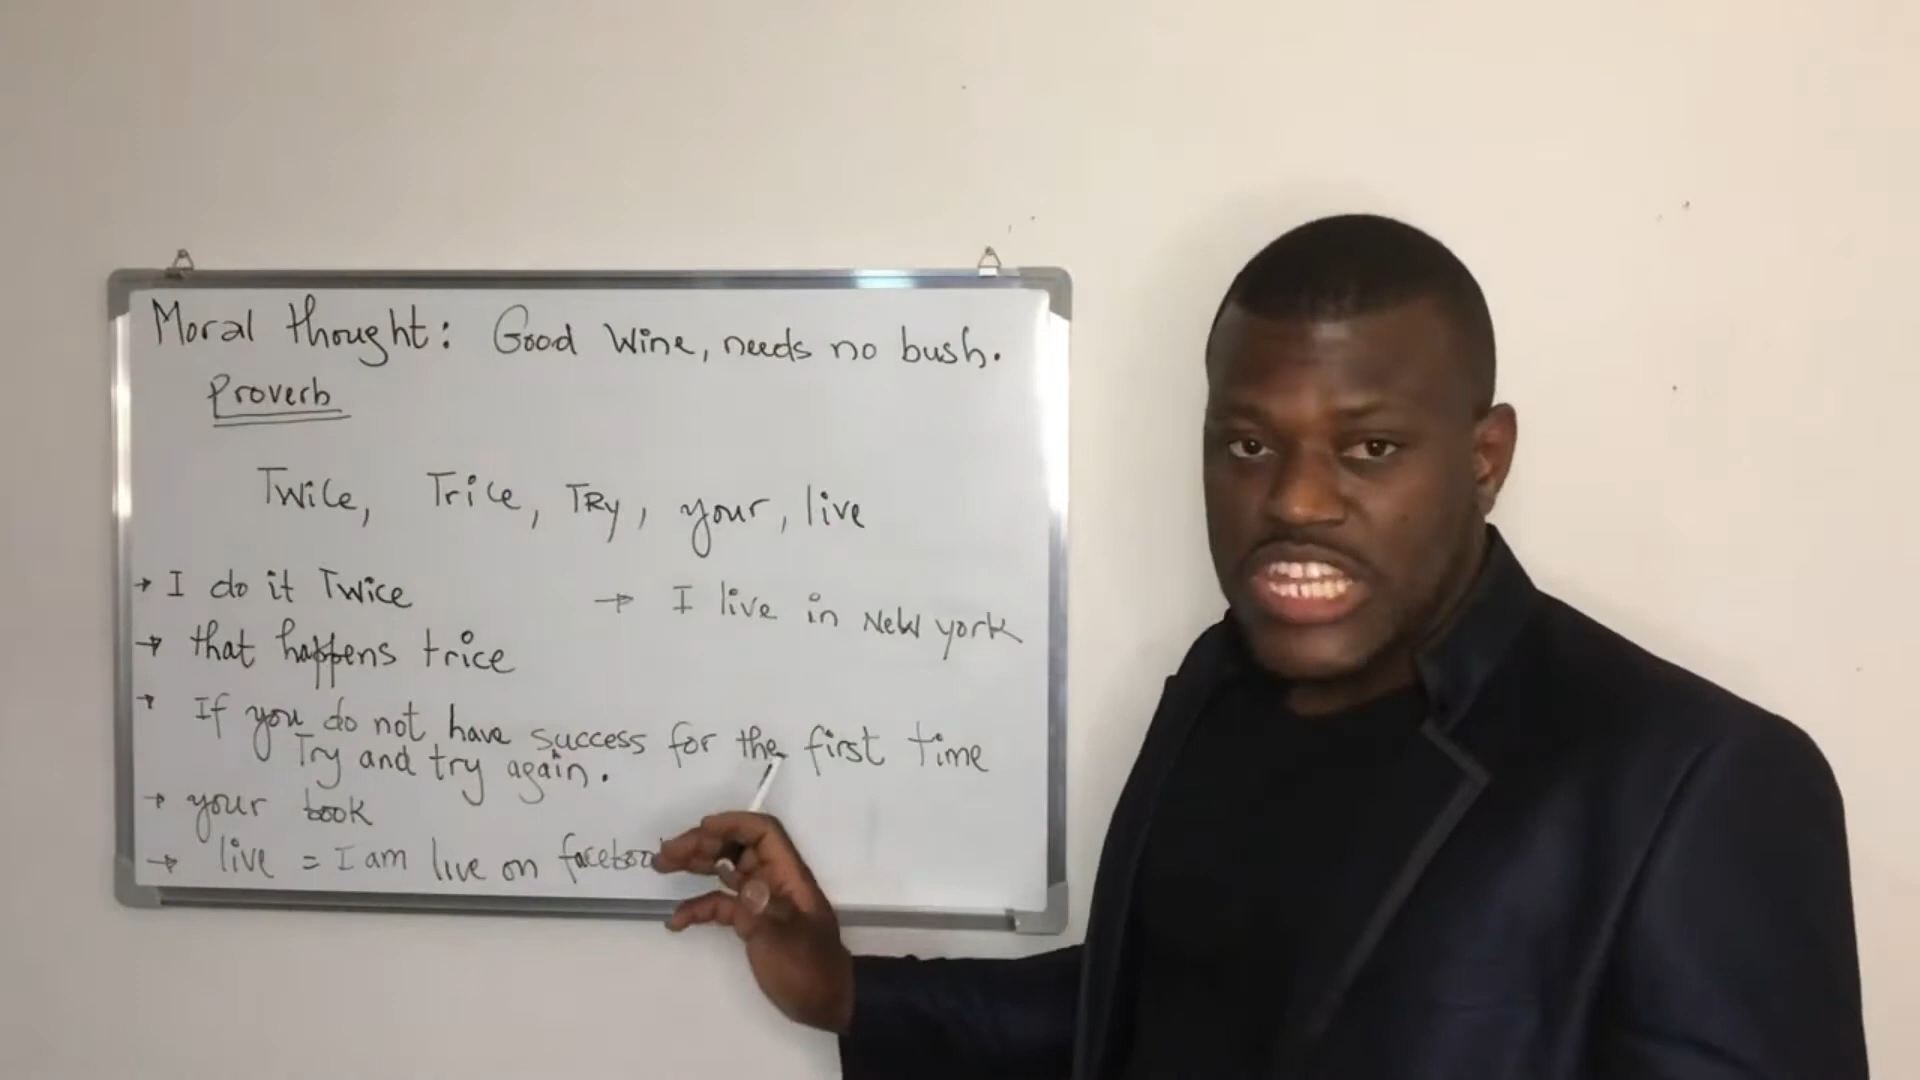 Moral thought: Good Wine, needs no bush.
Proverb
Twice, Trice, TRy, your, live
→ I do it Twice
→ I live in New york
→ that happens trice
→ If you do not have success for the first time
Try and try again.
→ your book
→ live = I am live on facebook